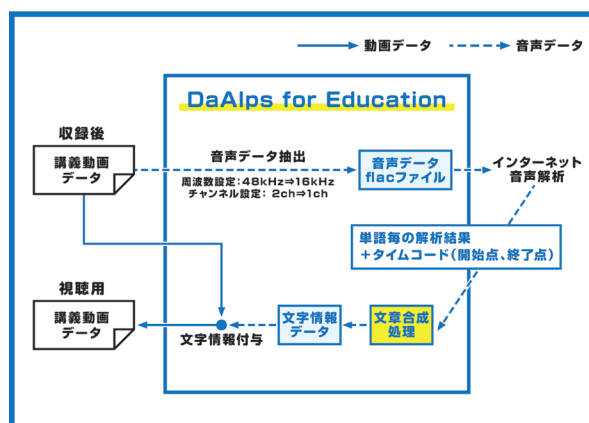 動画データ
音声データ
DaAlps for Education
収録後
講義動画
データ
音声データ抽出
周波数設定：48kHz⇒16kHz
チャンネル設定： 2ch⇒1ch
音声データ
flacファイル
インターネット
音声解析
単語毎の解析結果
＋タイムコード（開始点、終了点）
視聴用
講義動画
データ
文字情報付与
文字情報
データ
文章合成
処理